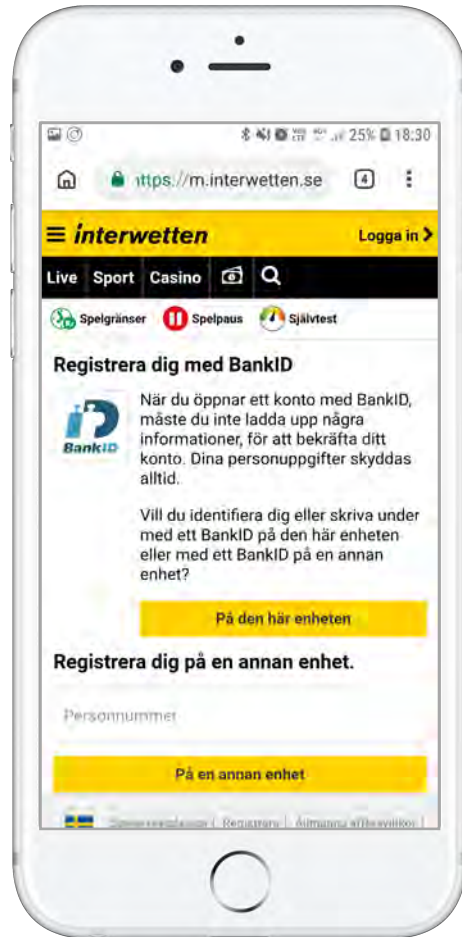 25% 18:30
ttps://m.interwetten.se 4
interwetten Logga in
Live Sport Casino
Spelgränser Spelpaus Självtest
Registrera dig med BankID
När du öppnar ett konto med BankID,
måste du inte ladda upp några
informationer, för att bekräfta ditt
konto. Dina personuppgifter skyddas
alltid.
BankID
Vill du identifiera dig eller skriva under
med ett BankID på den här enheten
eller med ett BankID på en annan
enhet?
På den här enheten
Registrera dig på en annan enhet.
Personnummer
På en annan enhet
Registrera | Allmänna affärsvillkor |